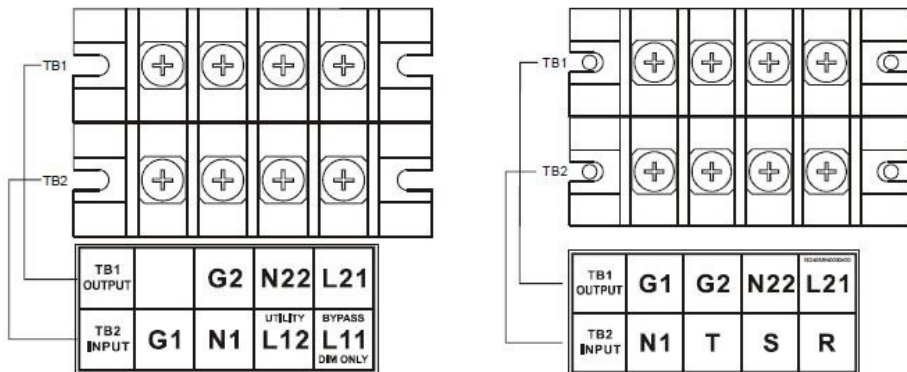 TB1
TB2
TB1 OUTPUT G2 N22 L21
TB2 INPUT G1 N1 UTILITY L12 BYPASS L11 DIM ONLY
TB1
TB2
TB1 OUTPUT G1 G2 N22 L21
TB2 INPUT N1 T S R